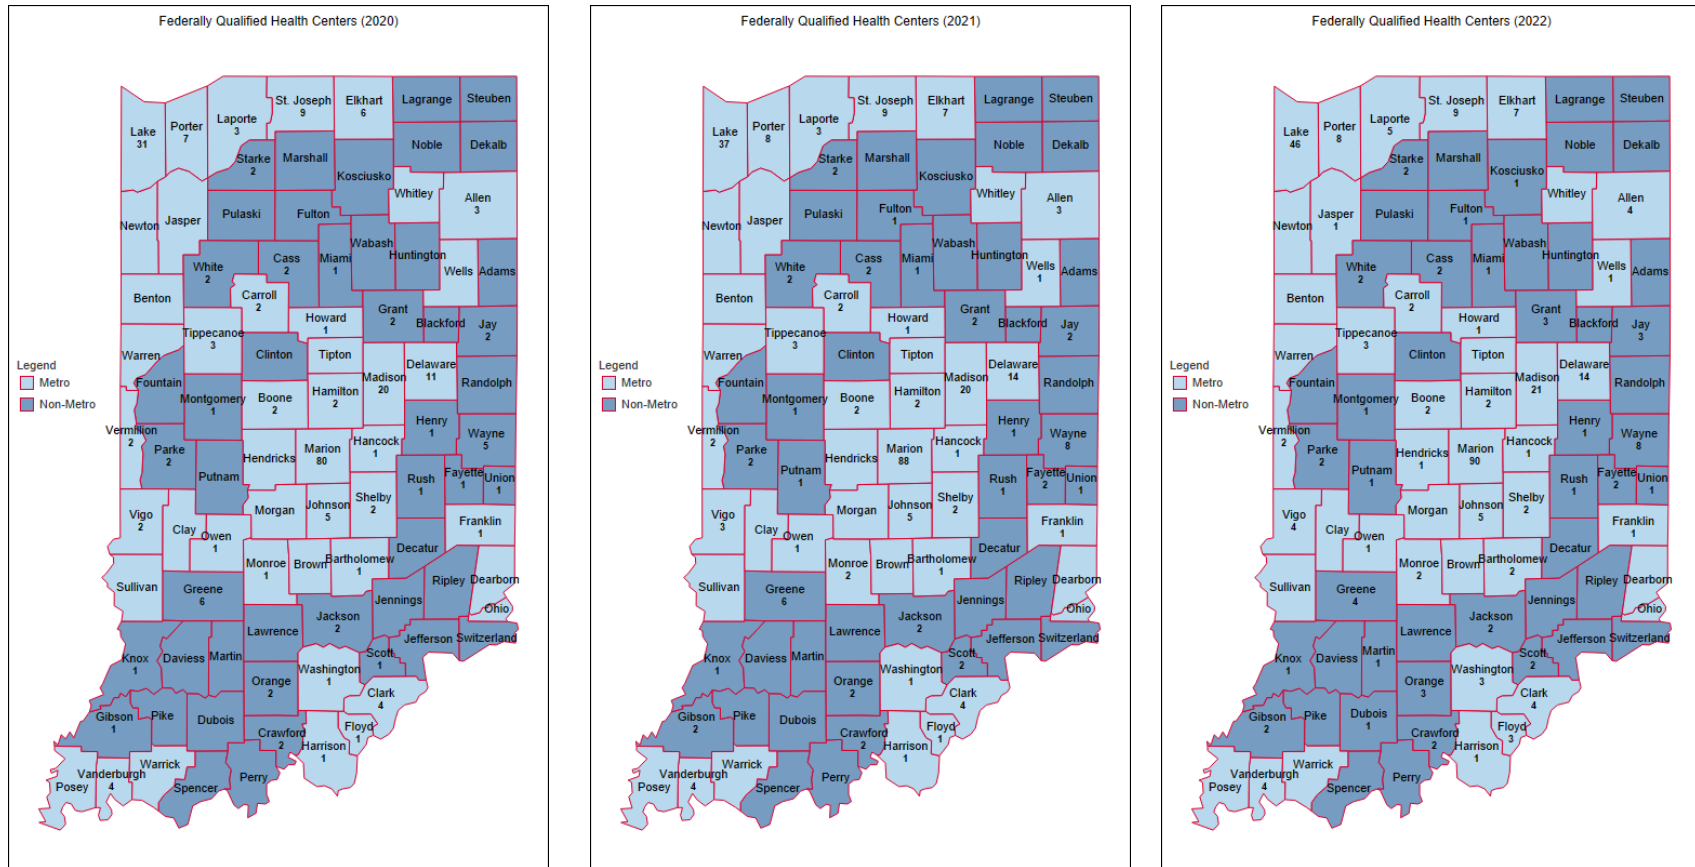 Federally Qualified Health Centers (2020)
St. Joseph
9
Elkhart
6
Lagrange
Steuben
Lake
31
Porter
7
Laporte
3
Noble
Dekalb
Starke
2
Marshall
Kosciusko
Whitley
Allen
3
Newton
Jasper
Pulaski
Fulton
White
2
Cass
2
Miami
1
Wabash
Huntington
Wells
Adams
Benton
Carroll
2
Howard
1
Grant
2
Blackford
Jay
2
Tippecanoe
3
Warren
Clinton
Tipton
Madison
20
Delaware
11
Randolph
Legend
Metro
Non-Metro
Fountain
Montgomery
1
Boone
2
Hamilton
2
Henry
1
Wayne
5
Vermillion
2
Parke
2
Putnam
Hendricks
Marion
80
Hancock
1
Rush
1
Fayette
1
Union
1
Vigo
2
Clay
Owen
1
Morgan
Johnson
5
Shelby
2
Franklin
1
Decatur
Sullivan
Greene
6
Monroe
1
Brown
Bartholomew
1
Jennings
Ripley
Dearborn
Ohio
Knox
1
Daviess
Martin
Lawrence
Jackson
2
Scott
1
Jefferson
Switzerland
Orange
2
Washington
1
Clark
4
Gibson
1
Pike
Dubois
Crawford
2
Harrison
1
Floyd
1
Posey
Vanderburgh
4
Warrick
Spencer
Perry
Federally Qualified Health Centers (2021)
St. Joseph
9
Elkhart
7
Lagrange
Steuben
Lake
37
Porter
8
Laporte
3
Noble
Dekalb
Starke
2
Marshall
Kosciusko
Whitley
Allen
3
Newton
Jasper
Pulaski
Fulton
1
White
2
Cass
2
Miami
1
Wabash
Huntington
Wells
1
Adams
Benton
Carroll
2
Howard
1
Grant
2
Blackford
Jay
2
Tippecanoe
3
Warren
Clinton
Tipton
Madison
20
Delaware
14
Randolph
Legend
Metro
Non-Metro
Fountain
Montgomery
1
Boone
2
Hamilton
2
Henry
1
Wayne
8
Vermillion
2
Parke
2
Putnam
1
Hendricks
Marion
88
Hancock
1
Rush
1
Fayette
2
Union
1
Vigo
3
Clay
Owen
1
Morgan
Johnson
5
Shelby
2
Franklin
1
Decatur
Sullivan
Greene
6
Monroe
2
Brown
Bartholomew
1
Jennings
Ripley
Dearborn
Ohio
Knox
1
Daviess
Martin
Lawrence
Jackson
2
Scott
2
Jefferson
Switzerland
Orange
2
Washington
1
Clark
4
Gibson
2
Pike
Dubois
Crawford
2
Harrison
1
Floyd
1
Posey
Vanderburgh
4
Warrick
Spencer
Perry
Federally Qualified Health Centers (2022)
St. Joseph
9
Elkhart
7
Lagrange
Steuben
Lake
46
Porter
8
Laporte
5
Noble
Dekalb
Starke
2
Marshall
Kosciusko
1
Whitley
Allen
4
Newton
Jasper
1
Pulaski
Fulton
1
White
2
Cass
2
Miami
1
Wabash
Huntington
Wells
1
Adams
Benton
Carroll
2
Howard
1
Grant
3
Blackford
Jay
3
Tippecanoe
3
Warren
Clinton
Tipton
Madison
21
Delaware
14
Randolph
Legend
Metro
Non-Metro
Fountain
Montgomery
1
Boone
2
Hamilton
2
Henry
1
Wayne
8
Vermillion
2
Parke
2
Putnam
1
Hendricks
1
Marion
90
Hancock
1
Rush
1
Fayette
2
Union
1
Vigo
4
Clay
Owen
1
Morgan
Johnson
5
Shelby
2
Franklin
1
Decatur
Sullivan
Greene
4
Monroe
2
Brown
Bartholomew
2
Jennings
Ripley
Dearborn
Ohio
Knox
1
Daviess
Martin
1
Lawrence
Jackson
2
Scott
2
Jefferson
Switzerland
Orange
3
Washington
3
Clark
4
Gibson
2
Pike
Dubois
1
Crawford
2
Harrison
1
Floyd
3
Posey
Vanderburgh
4
Warrick
Spencer
Perry